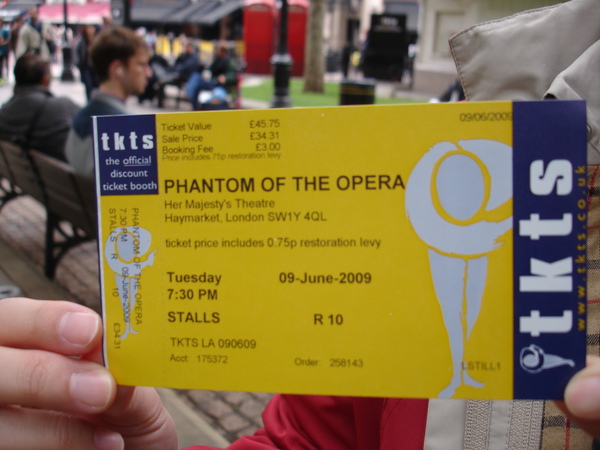 tkts
the official
discount
ticket booth
Ticket Value £45.75
Sale Price £34.31
Booking Fee £3.00
Price includes 75p restoration levy
09/06/2009
PHANTOM OF THE OPERA
Her Majesty's Theatre
Haymarket, London SW1Y 4QL
ticket price includes 0.75p restoration levy
Tuesday 09-June-2009
7:30 PM
STALLS R 10
TKTS LA 090609
Acct 175372 Order 258143
LSTILL1
PHANTOM OF THE OPERA
7:30 PM 09-June-2009
STALLS R 10 £34.31
tkts
www.tkts.co.uk